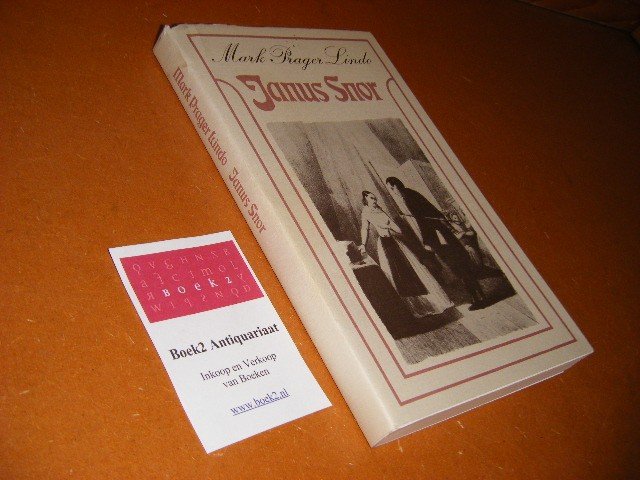 Mark Prager Lindo
Janus Snor
Mark Prager Lindo Janus Snor
BOEK2
Boek2 Antiquariaat
Inkoop en Verkoop
van Boeken
www.boek2.nl